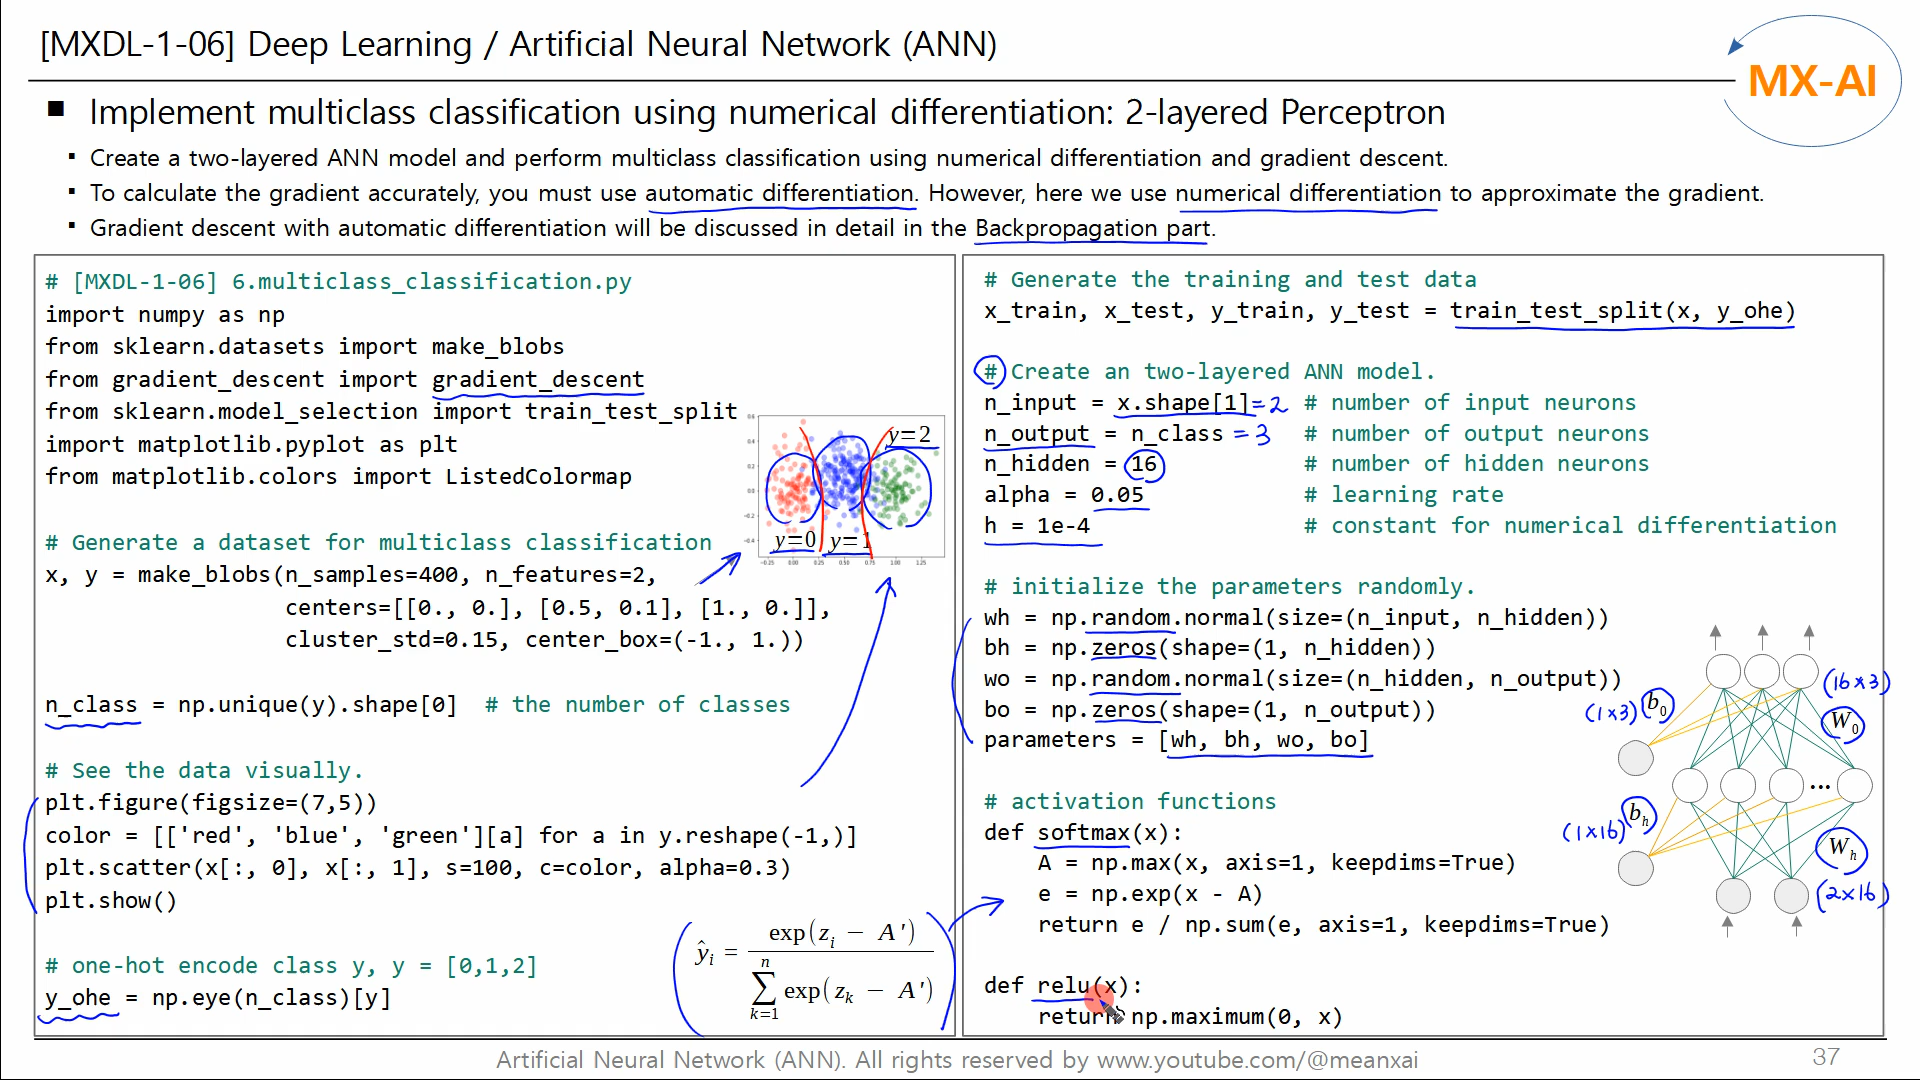 [MXDL-1-06] Deep Learning / Artificial Neural Network (ANN)
MX-AI
■ Implement multiclass classification using numerical differentiation: 2-layered Perceptron
▪ Create a two-layered ANN model and perform multiclass classification using numerical differentiation and gradient descent.
▪ To calculate the gradient accurately, you must use automatic differentiation. However, here we use numerical differentiation to approximate the gradient.
▪ Gradient descent with automatic differentiation will be discussed in detail in the Backpropagation part.
# [MXDL-1-06] 6.multiclass_classification.py
import numpy as np
from sklearn.datasets import make_blobs
from gradient_descent import gradient_descent
from sklearn.model_selection import train_test_split
import matplotlib.pyplot as plt
from matplotlib.colors import ListedColormap
y=2
y=0 y=1
# Generate a dataset for multiclass classification
x, y = make_blobs(n_samples=400, n_features=2,
centers=[[0., 0.], [0.5, 0.1], [1., 0.]],
cluster_std=0.15, center_box=(-1., 1.))
n_class = np.unique(y).shape[0] # the number of classes
# See the data visually.
plt.figure(figsize=(7,5))
color = [['red', 'blue', 'green'][a] for a in y.reshape(-1,)]
plt.scatter(x[:, 0], x[:, 1], s=100, c=color, alpha=0.3)
plt.show()
# one-hot encode class y, y = [0,1,2]
y_ohe = np.eye(n_class)[y]
ŷᵢ = exp(zᵢ − A') / Σₖ₌₁ⁿ exp(zₖ − A')
# Generate the training and test data
x_train, x_test, y_train, y_test = train_test_split(x, y_ohe)
# Create an two-layered ANN model.
n_input = x.shape[1] =2 # number of input neurons
n_output = n_class =3 # number of output neurons
n_hidden = 16 # number of hidden neurons
alpha = 0.05 # learning rate
h = 1e-4 # constant for numerical differentiation
# initialize the parameters randomly.
wh = np.random.normal(size=(n_input, n_hidden))
bh = np.zeros(shape=(1, n_hidden))
wo = np.random.normal(size=(n_hidden, n_output))
bo = np.zeros(shape=(1, n_output))
parameters = [wh, bh, wo, bo]
(16×3)
(1×3) b₀
W₀
(1×16) bₕ
Wₕ
(2×16)
...
# activation functions
def softmax(x):
A = np.max(x, axis=1, keepdims=True)
e = np.exp(x - A)
return e / np.sum(e, axis=1, keepdims=True)
def relu(x):
return np.maximum(0, x)
Artificial Neural Network (ANN). All rights reserved by www.youtube.com/@meanxai
37